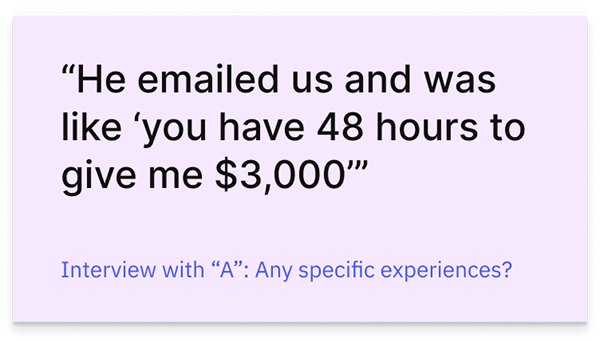 “He emailed us and was
like ‘you have 48 hours to
give me $3,000’”
Interview with “A”: Any specific experiences?